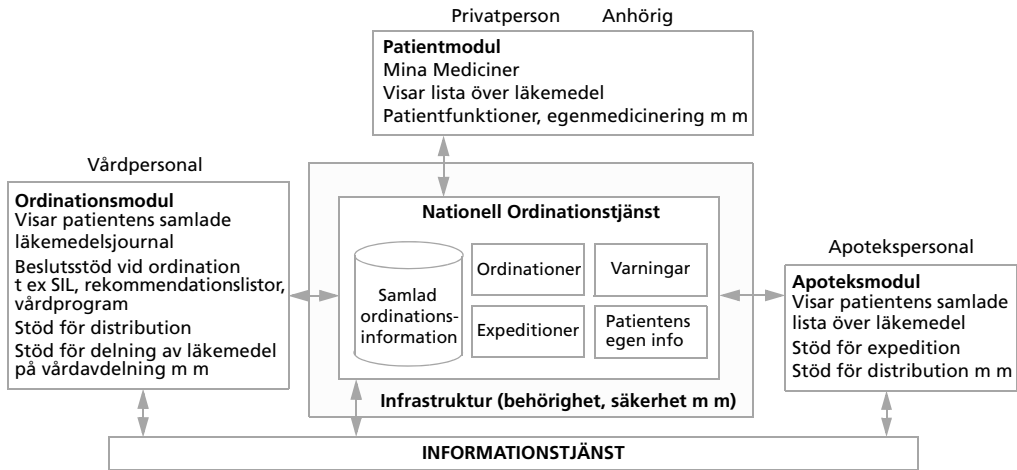 Privatperson Anhörig
Patientmodul
Mina Mediciner
Visar lista över läkemedel
Patientfunktioner, egenmedicinering m m
Vårdpersonal
Ordinationsmodul
Visar patientens samlade
läkemedelsjournal
Beslutsstöd vid ordination
t ex SIL, rekommendationslistor,
vårdprogram
Stöd för distribution
Stöd för delning av läkemedel
på vårdavdelning m m
Nationell Ordinationstjänst
Samlad
ordinations-
information
Ordinationer
Varningar
Expeditioner
Patientens
egen info
Infrastruktur (behörighet, säkerhet m m)
Apotekspersonal
Apoteksmodul
Visar patientens samlade
lista över läkemedel
Stöd för expedition
Stöd för distribution m m
INFORMATIONSTJÄNST